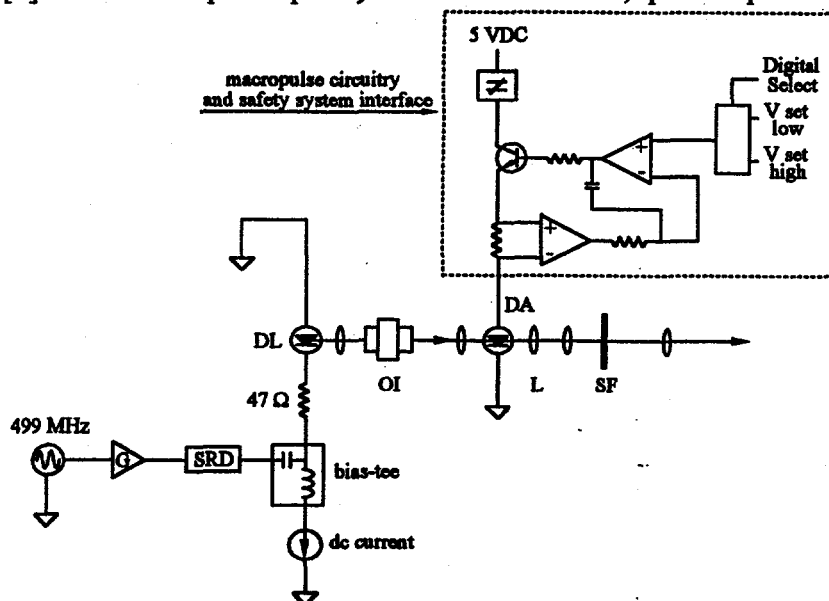 5 VDC
macropulse circuitry
and safety system interface
Digital
Select
V set
low
V set
high
+
-
+
-
DA
DL
OI
L
SF
47 Ω
499 MHz
G
SRD
bias-tee
dc current